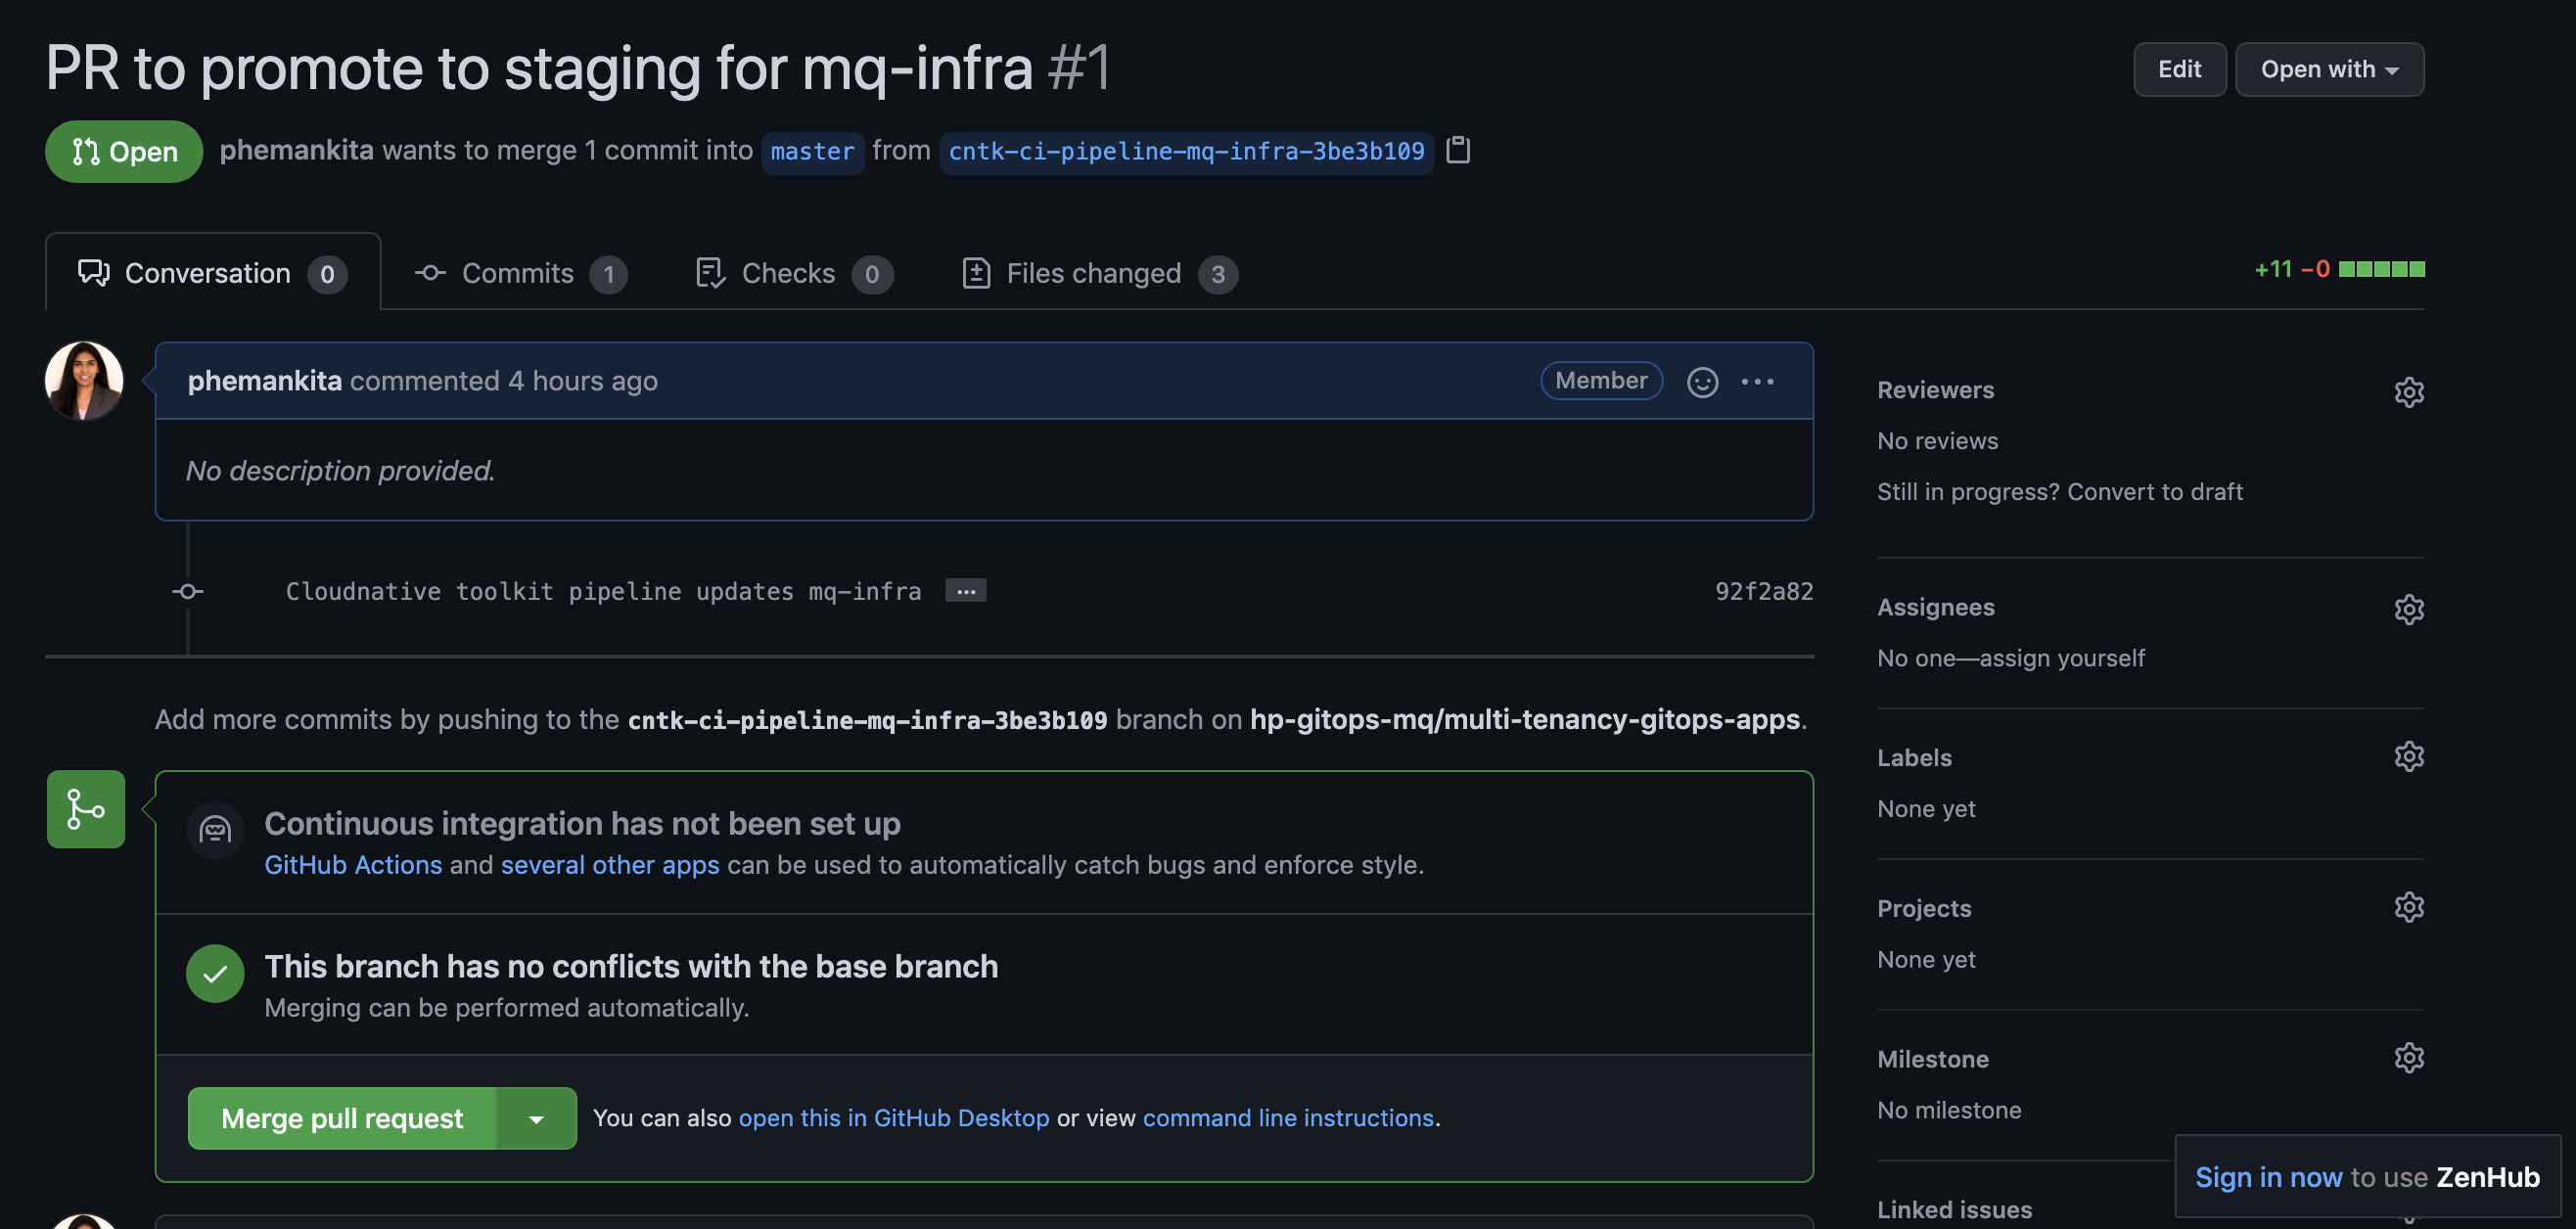 PR to promote to staging for mq-infra #1
Edit
Open with
Open
phemankita wants to merge 1 commit into master from cntk-ci-pipeline-mq-infra-3be3b109
Conversation 0
Commits 1
Checks 0
Files changed 3
+11 −0
phemankita commented 4 hours ago
Member
No description provided.
Cloudnative toolkit pipeline updates mq-infra ...
92f2a82
Add more commits by pushing to the cntk-ci-pipeline-mq-infra-3be3b109 branch on hp-gitops-mq/multi-tenancy-gitops-apps.
Continuous integration has not been set up
GitHub Actions and several other apps can be used to automatically catch bugs and enforce style.
This branch has no conflicts with the base branch
Merging can be performed automatically.
Merge pull request
You can also open this in GitHub Desktop or view command line instructions.
Reviewers
No reviews
Still in progress? Convert to draft
Assignees
No one—assign yourself
Labels
None yet
Projects
None yet
Milestone
No milestone
Linked issues
Sign in now to use ZenHub